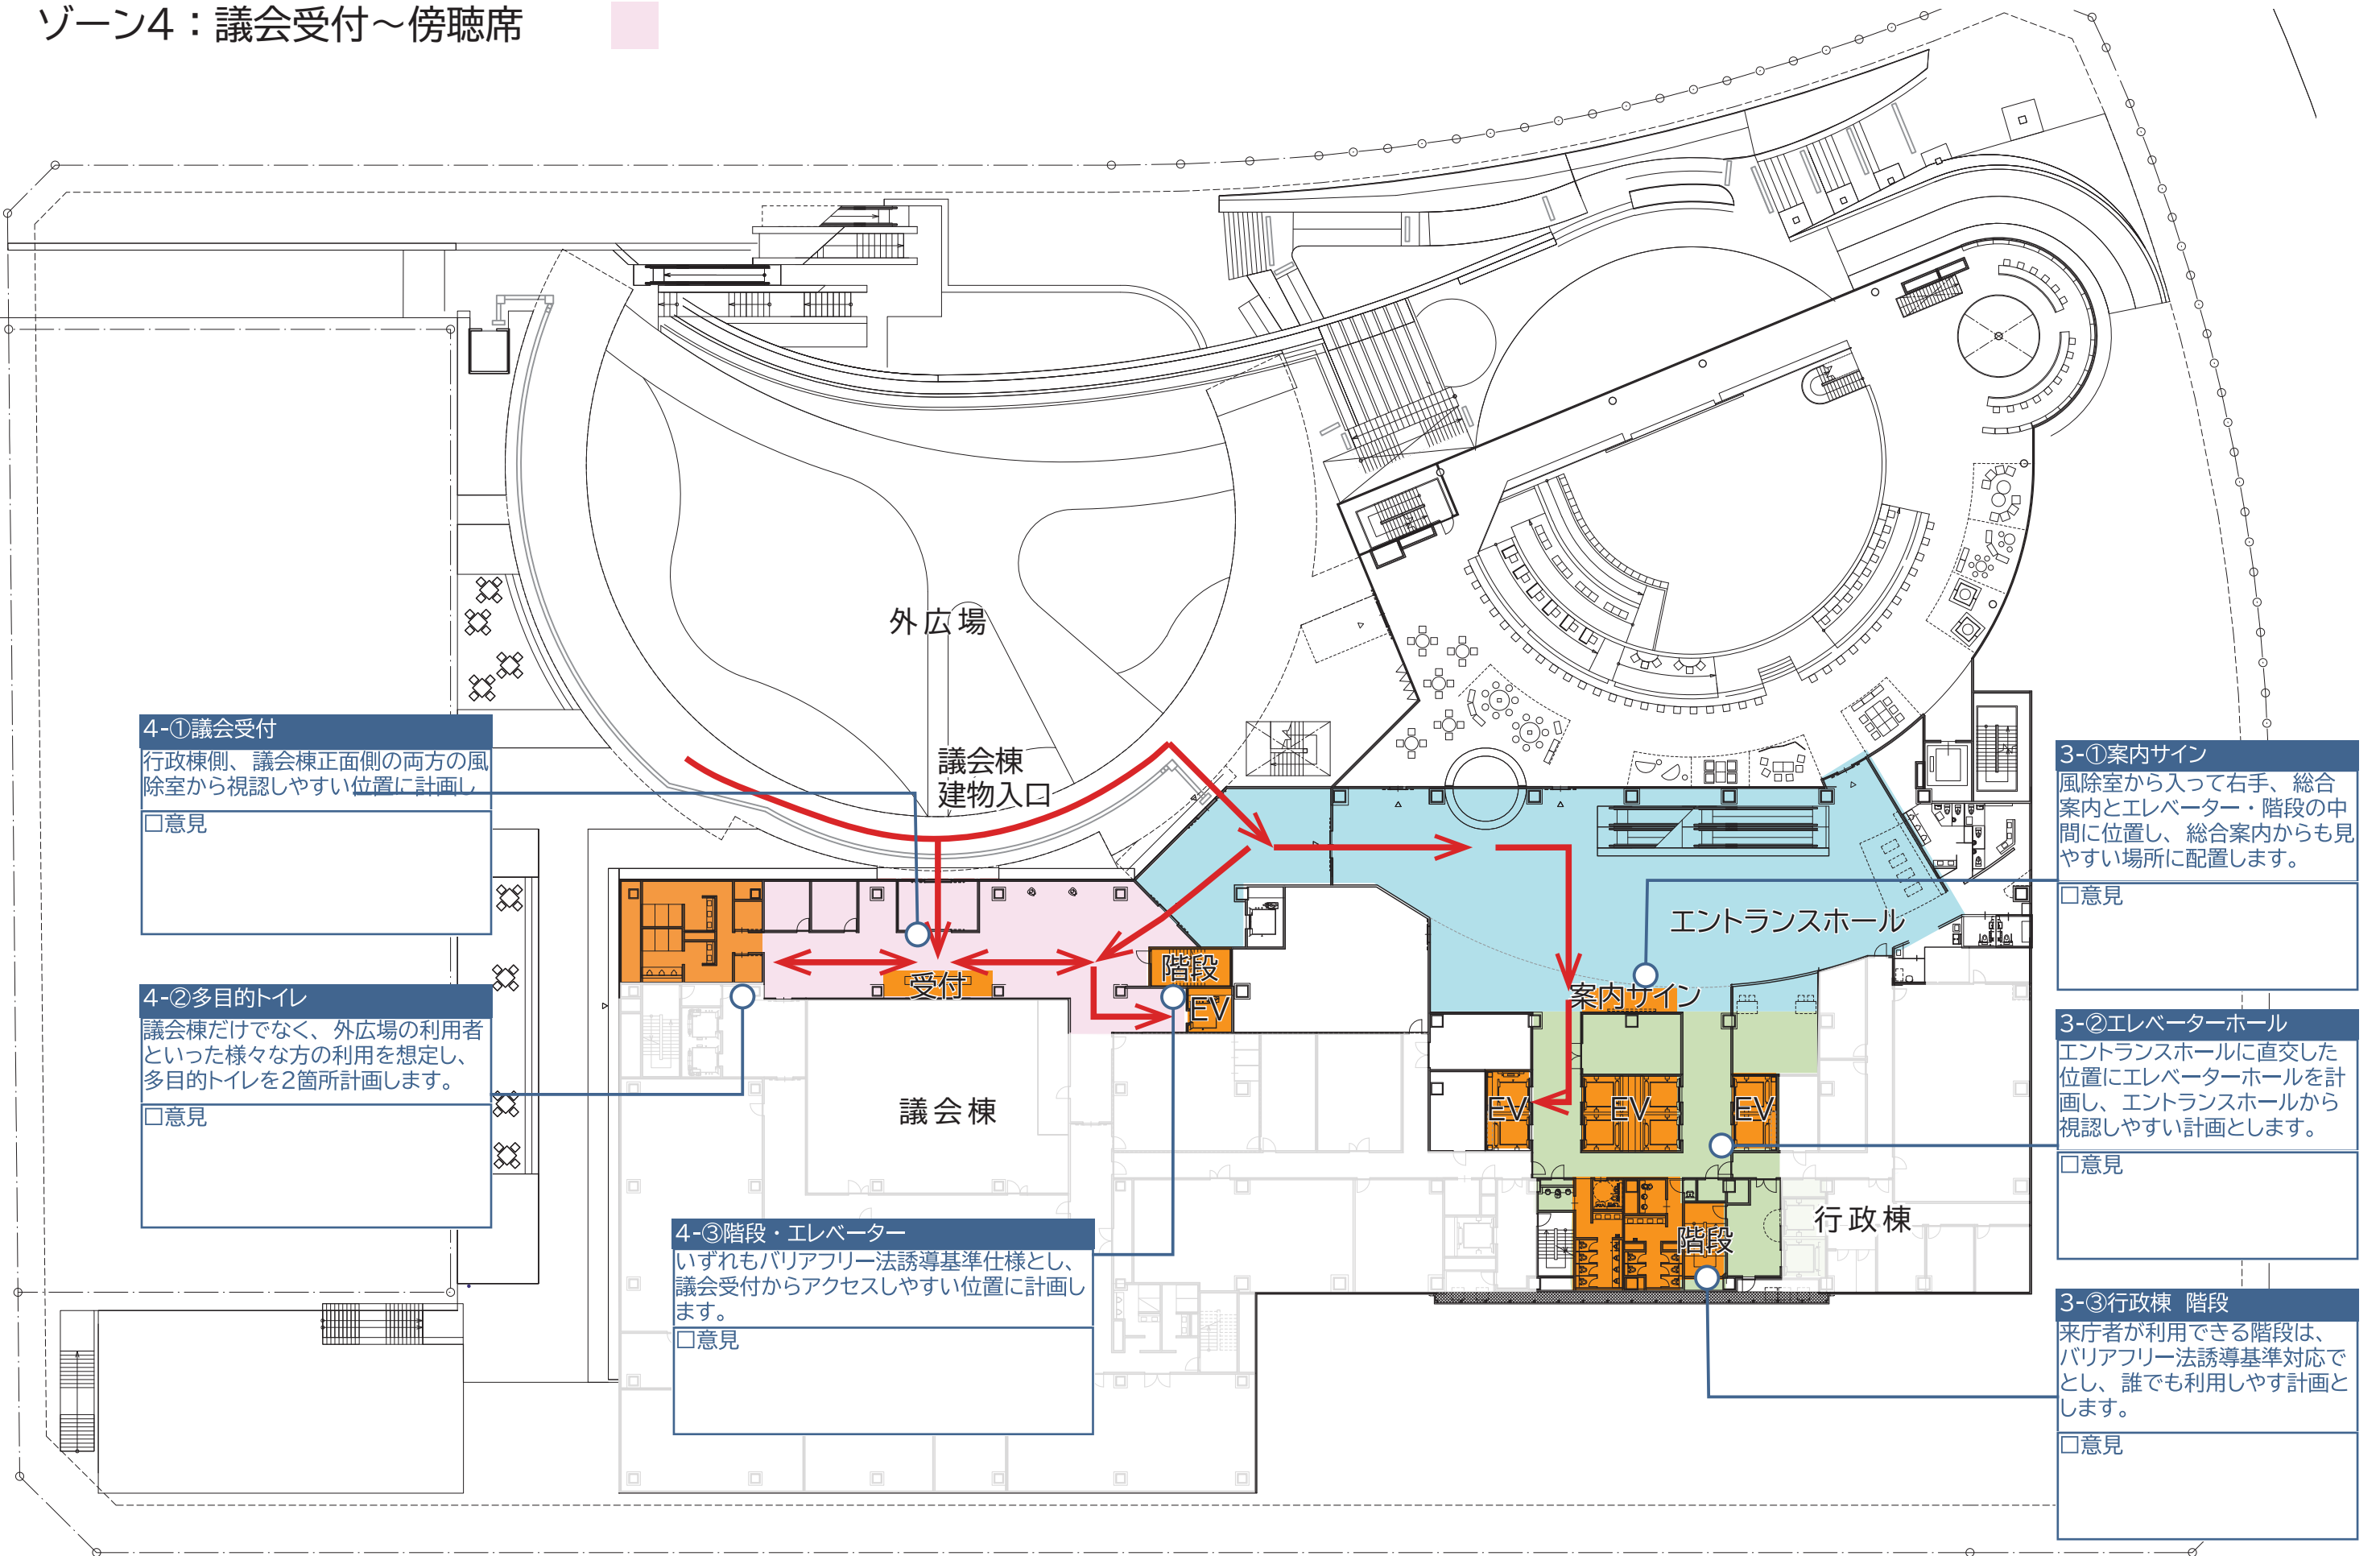 ゾーン4：議会受付～傍聴席
外広場
議会棟
建物入口
4-①議会受付
行政棟側、議会棟正面側の両方の風
除室から視認しやすい位置に計画し
□意見
4-②多目的トイレ
議会棟だけでなく、外広場の利用者
といった様々な方の利用を想定し、
多目的トイレを2箇所計画します。
□意見
受付
階段
EV
議会棟
4-③階段・エレベーター
いずれもバリアフリー法誘導基準仕様とし、
議会受付からアクセスしやすい位置に計画し
ます。
□意見
エントランスホール
案内サイン
EV
EV
EV
階段
行政棟
3-①案内サイン
風除室から入って右手、総合
案内とエレベーター・階段の中
間に位置し、総合案内からも見
やすい場所に配置します。
□意見
3-②エレベーターホール
エントランスホールに直交した
位置にエレベーターホールを計
画し、エントランスホールから
視認しやすい計画とします。
□意見
3-③行政棟 階段
来庁者が利用できる階段は、
バリアフリー法誘導基準対応で
とし、誰でも利用しやす計画と
します。
□意見